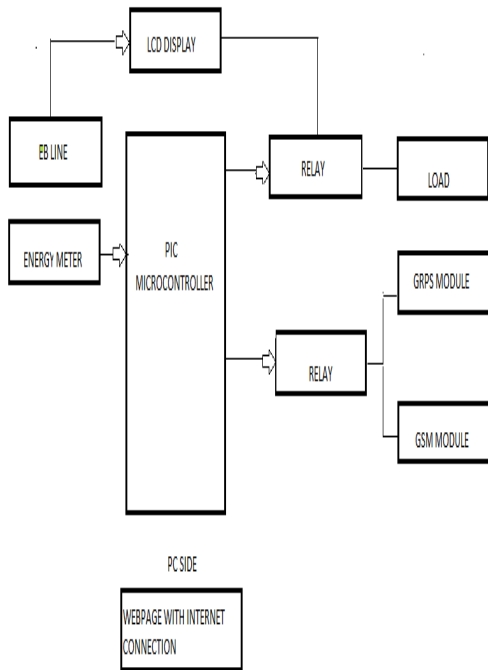 LCD DISPLAY
EB LINE
RELAY
LOAD
ENERGY METER
PIC
MICROCONTROLLER
GRPS MODULE
RELAY
GSM MODULE
PC SIDE
WEBPAGE WITH INTERNET
CONNECTION